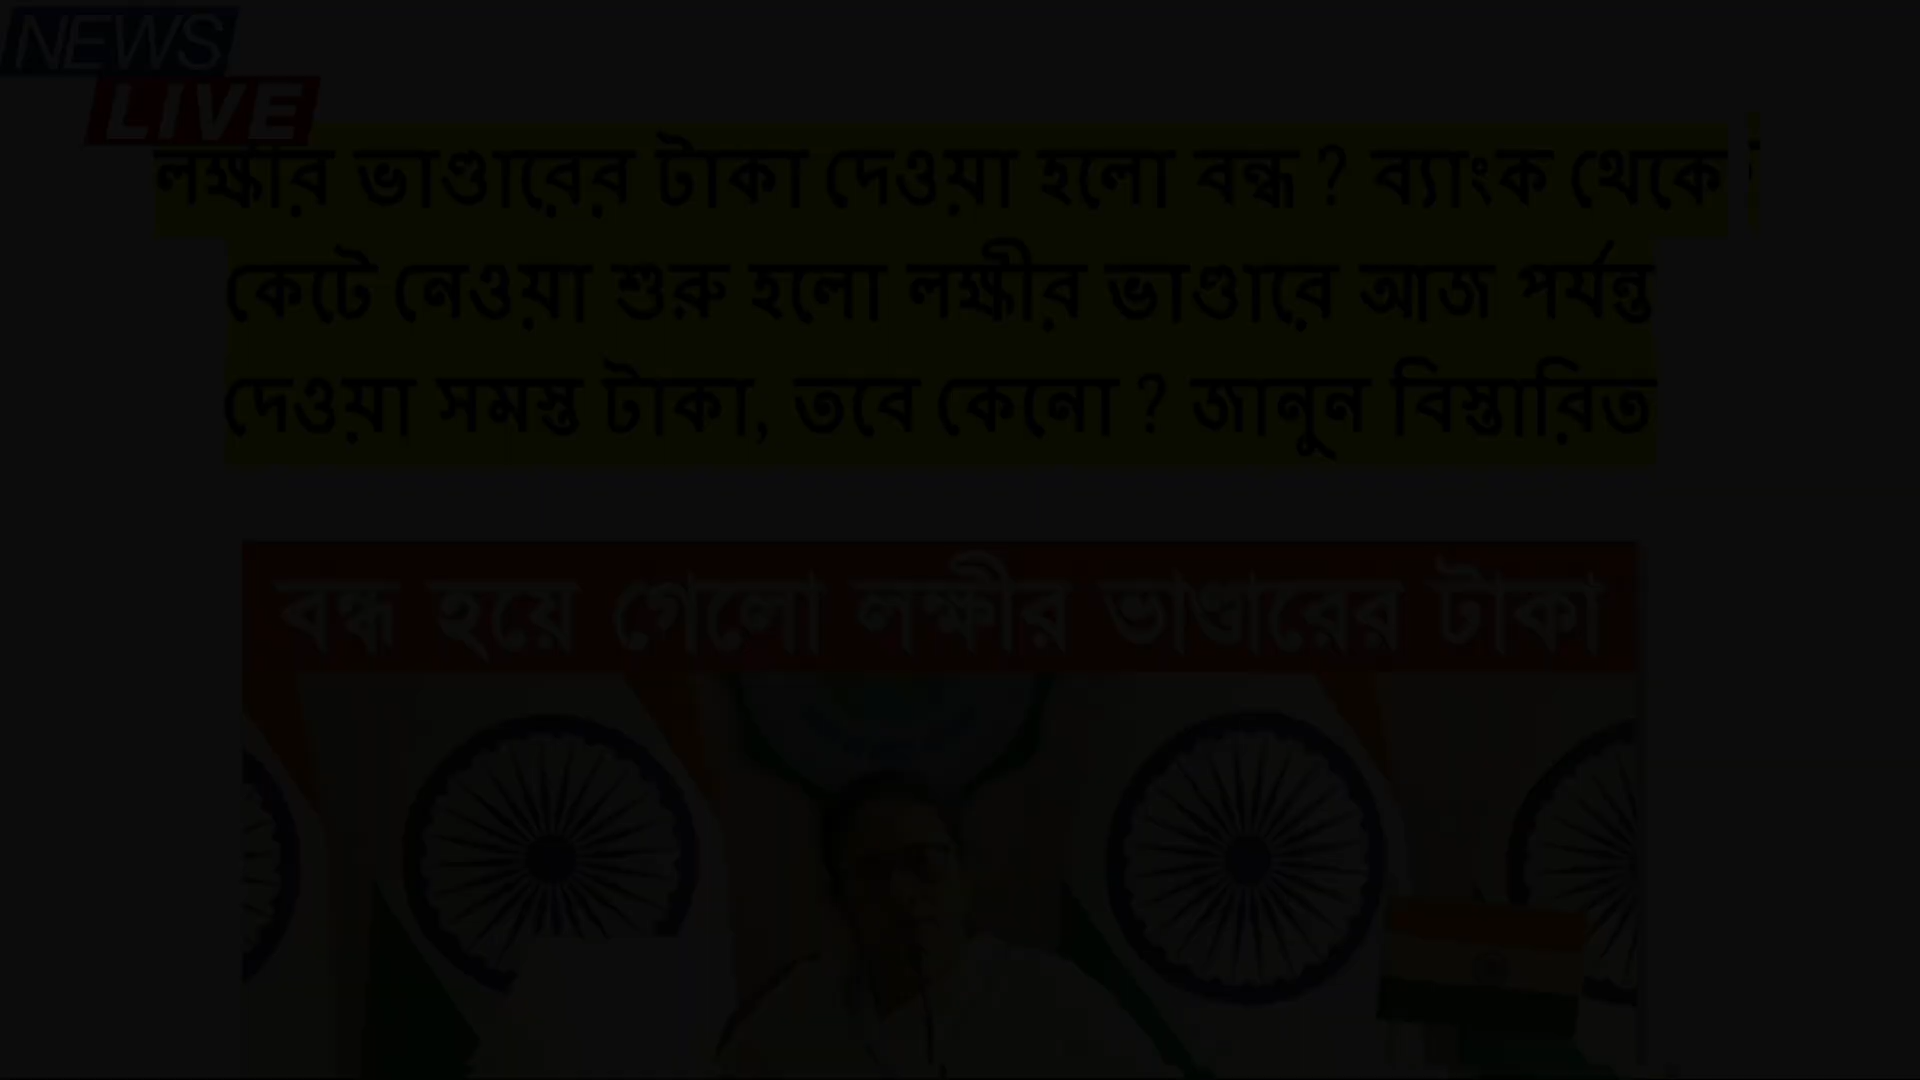 NEWS
LIVE
লক্ষীর ভাণ্ডারের টাকা দেওয়া হলো বন্ধ ? ব্যাংক থেকে
কেটে নেওয়া শুরু হলো লক্ষীর ভাণ্ডারে আজ পর্যন্ত
দেওয়া সমস্ত টাকা, তবে কেনো ? জানুন বিস্তারিত
বন্ধ হয়ে গেলো লক্ষীর ভাণ্ডারের টাকা